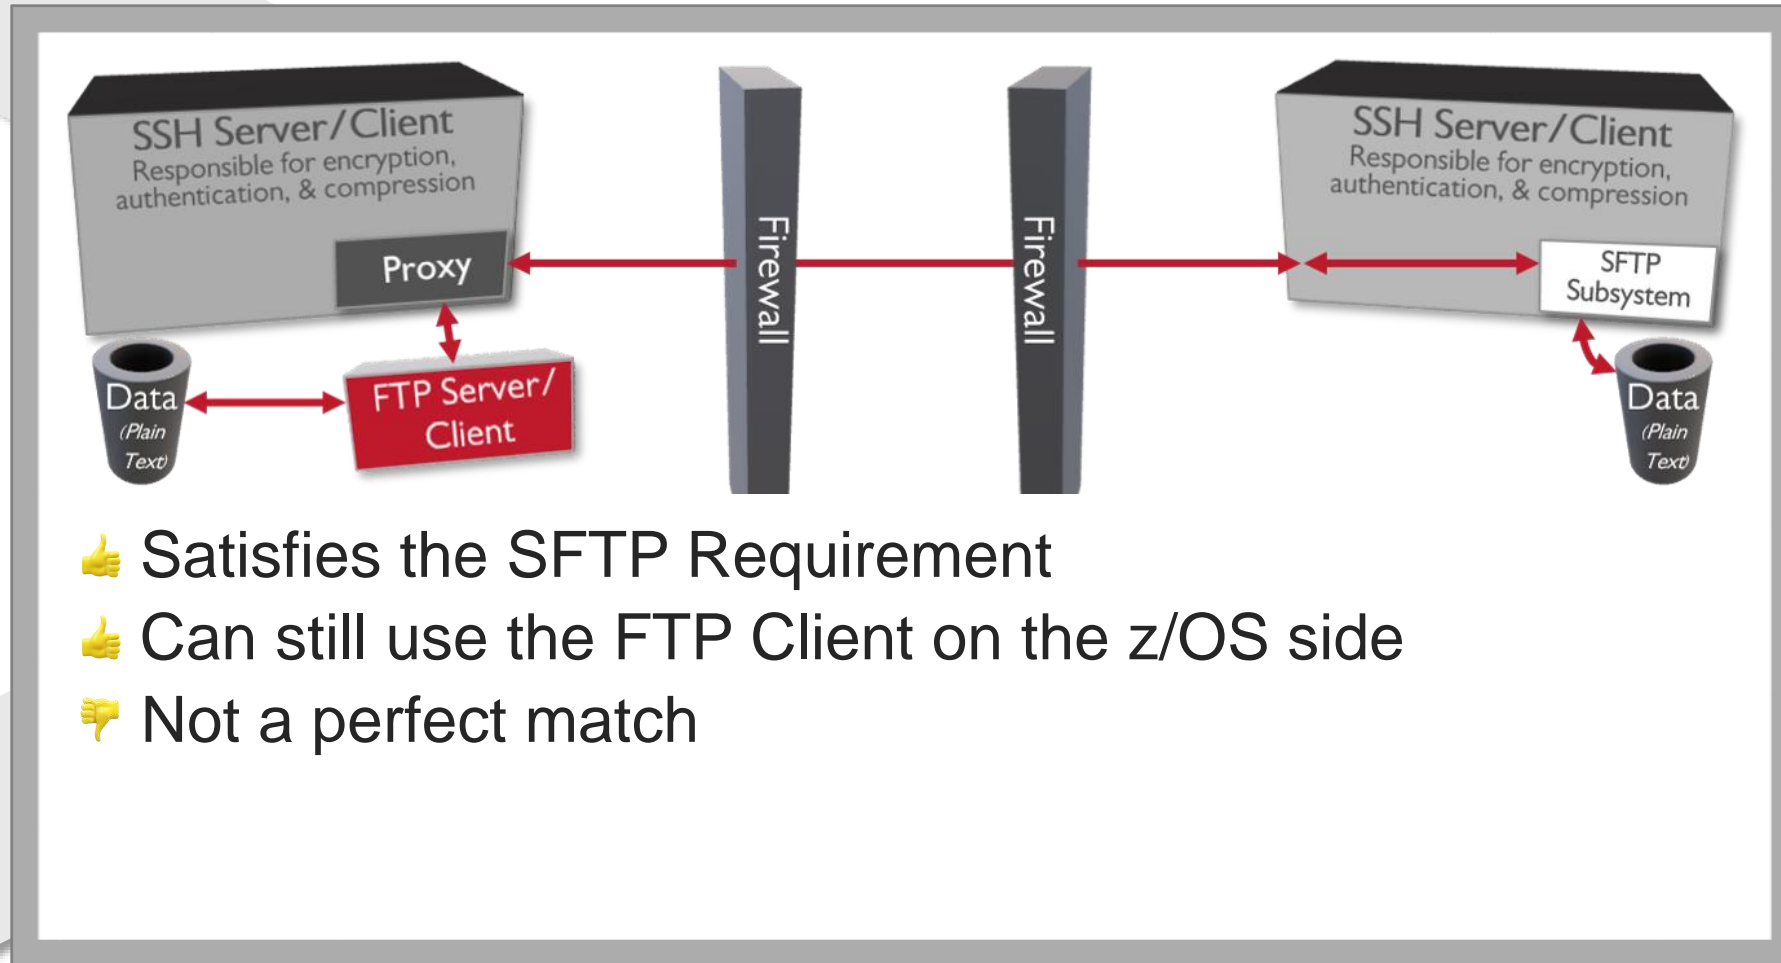 SSH Server/Client
Responsible for encryption,
authentication, & compression
Proxy
FTP Server/
Client
Data
(Plain
Text)
Firewall
Firewall
SSH Server/Client
Responsible for encryption,
authentication, & compression
SFTP
Subsystem
Data
(Plain
Text)
Satisfies the SFTP Requirement
Can still use the FTP Client on the z/OS side
Not a perfect match